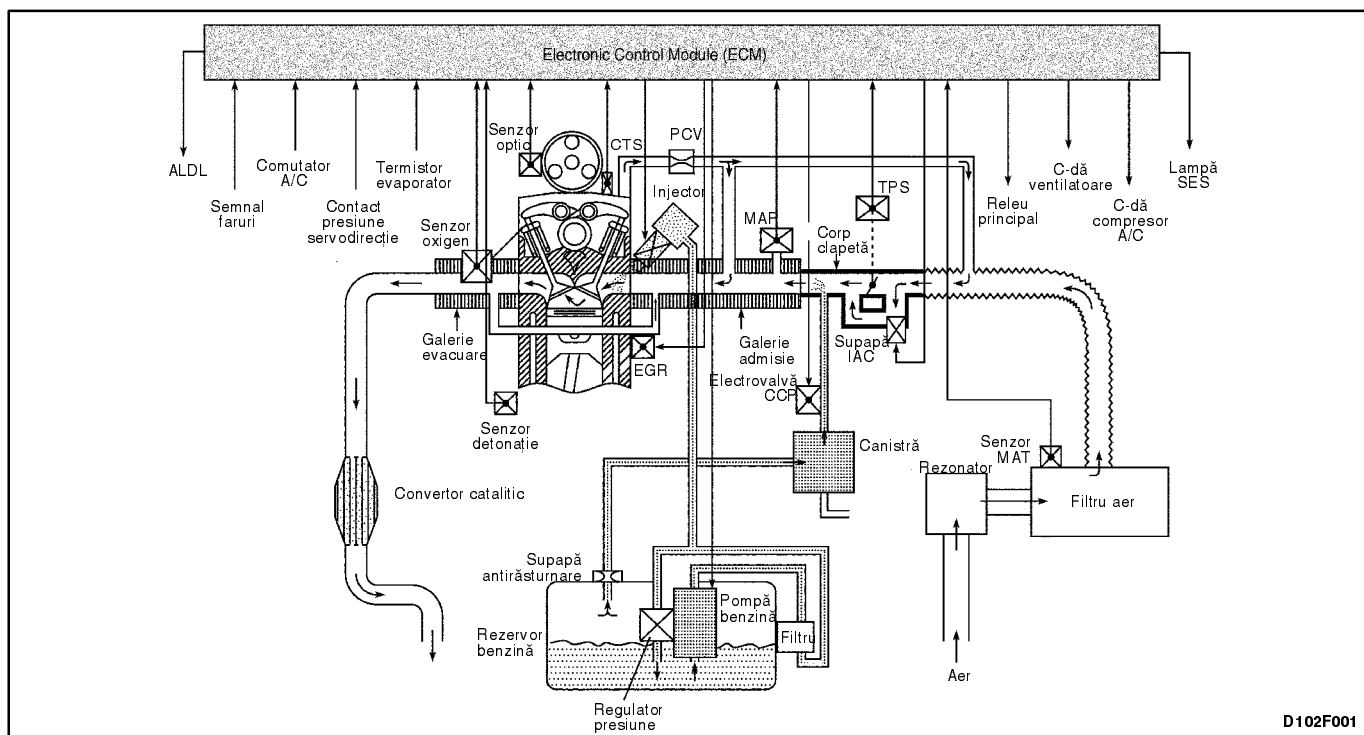 Electronic Control Module (ECM)
ALDL
Semnal
faruri
Comutator
A/C
Contact
presiune
servodirecție
Termistor
evaporator
Senzor
oxigen
Senzor
optic
CTS
PCV
Injector
MAP
TPS
Corp
clapetă
Releu
principal
C-dă
ventilatoare
C-dă
compresor
A/C
Lampă
SES
Galerie
evacuare
EGR
Galerie
admisie
Supapă
IAC
Electrovalvă
CCP
Senzor
detonație
Canistră
Senzor
MAT
Rezonator
Filtru aer
Convertor catalitic
Supapă
antirăsturnare
Pompă
benzină
Rezervor
benzină
Filtru
Aer
Regulator
presiune
D102F001